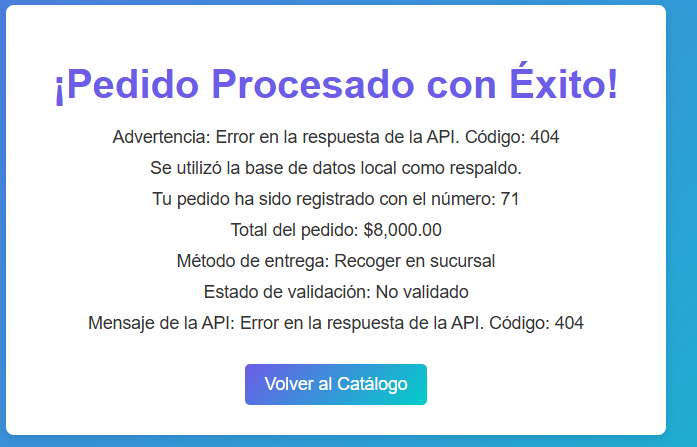 ¡Pedido Procesado con Éxito!
Advertencia: Error en la respuesta de la API. Código: 404
Se utilizó la base de datos local como respaldo.
Tu pedido ha sido registrado con el número: 71
Total del pedido: $8,000.00
Método de entrega: Recoger en sucursal
Estado de validación: No validado
Mensaje de la API: Error en la respuesta de la API. Código: 404
Volver al Catálogo